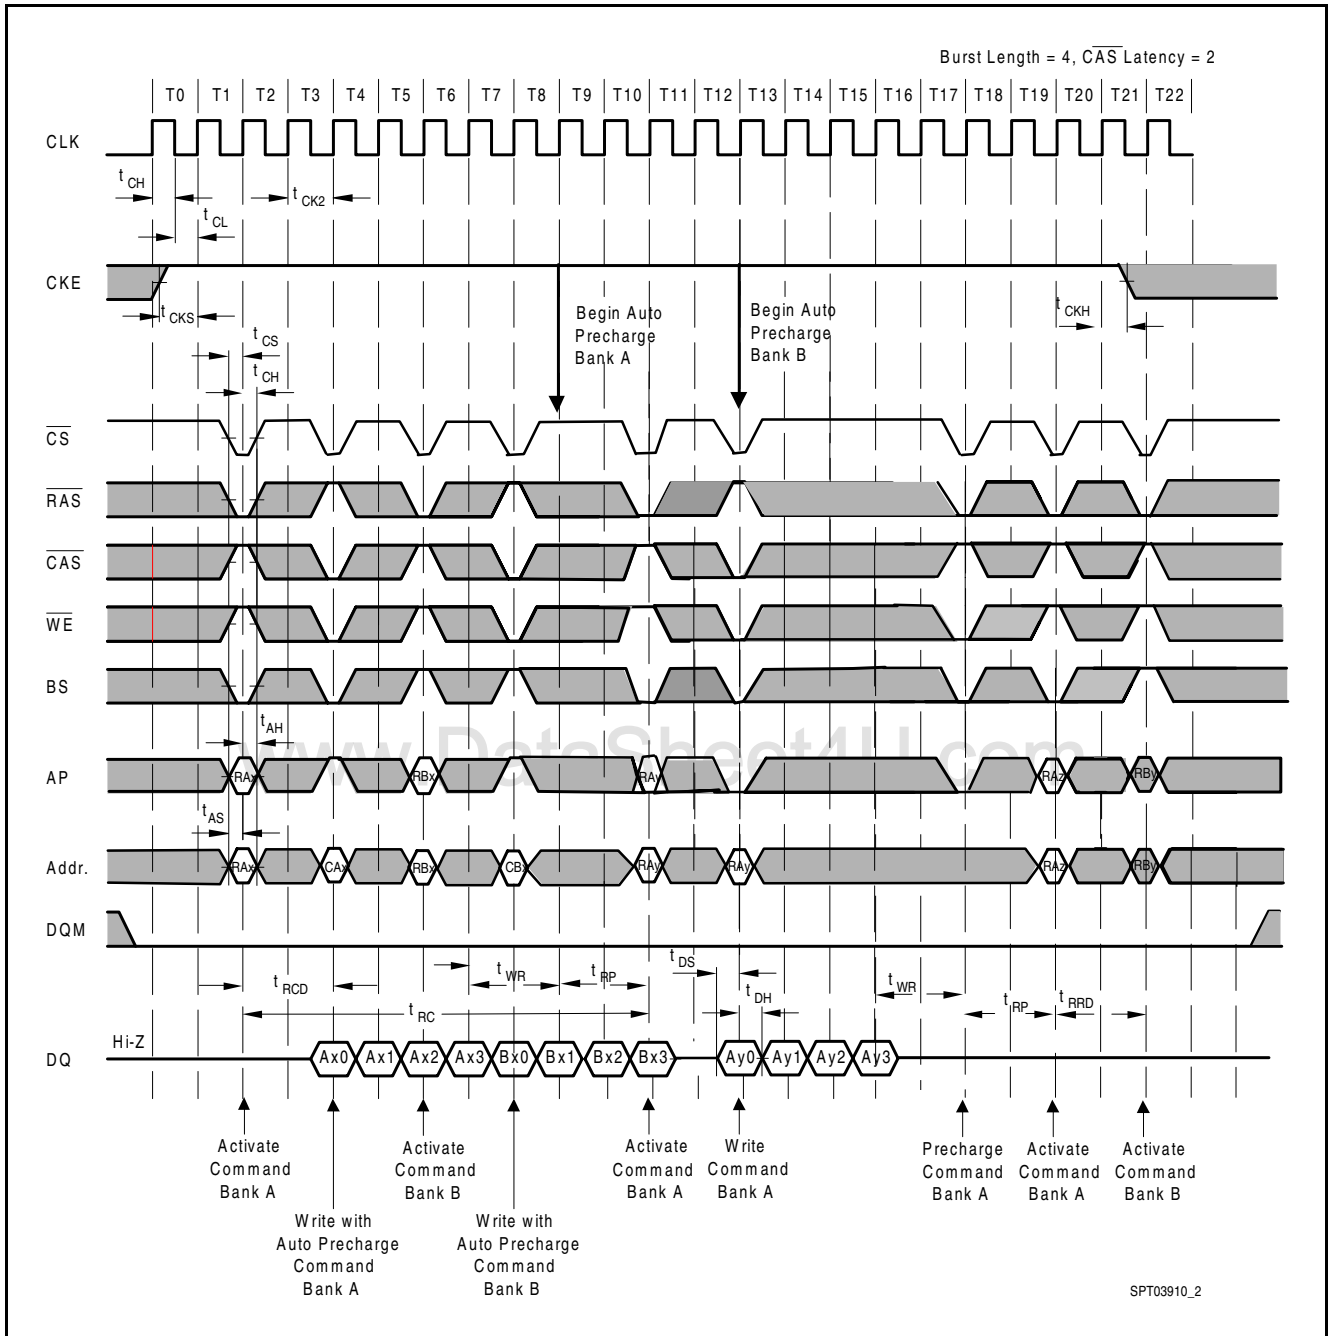 Burst Length = 4, CAS Latency = 2
T0 T1 T2 T3 T4 T5 T6 T7 T8 T9 T10 T11 T12 T13 T14 T15 T16 T17 T18 T19 T20 T21 T22
CLK
t CH
t CK2
t CL
CKE
t CKS
t CKH
Begin Auto
Precharge
Bank A
Begin Auto
Precharge
Bank B
t CS
t CH
CS
RAS
CAS
WE
BS
t AH
www.DataSheet4U.com
AP
RAx RBx RAy RAz RBy
t AS
Addr.
RAx CAx RBx CBx RAy RAy RAz RBy
DQM
t RCD
t WR
t RP
t DS
t DH
t WR
t RP
t RRD
t RC
Hi-Z
DQ
Ax0 Ax1 Ax2 Ax3 Bx0 Bx1 Bx2 Bx3 Ay0 Ay1 Ay2 Ay3
Activate
Command
Bank A
Write with
Auto Precharge
Command
Bank A
Activate
Command
Bank B
Write with
Auto Precharge
Command
Bank B
Activate
Command
Bank A
Write
Command
Bank A
Precharge
Command
Bank A
Activate
Command
Bank A
Activate
Command
Bank B
SPT03910_2